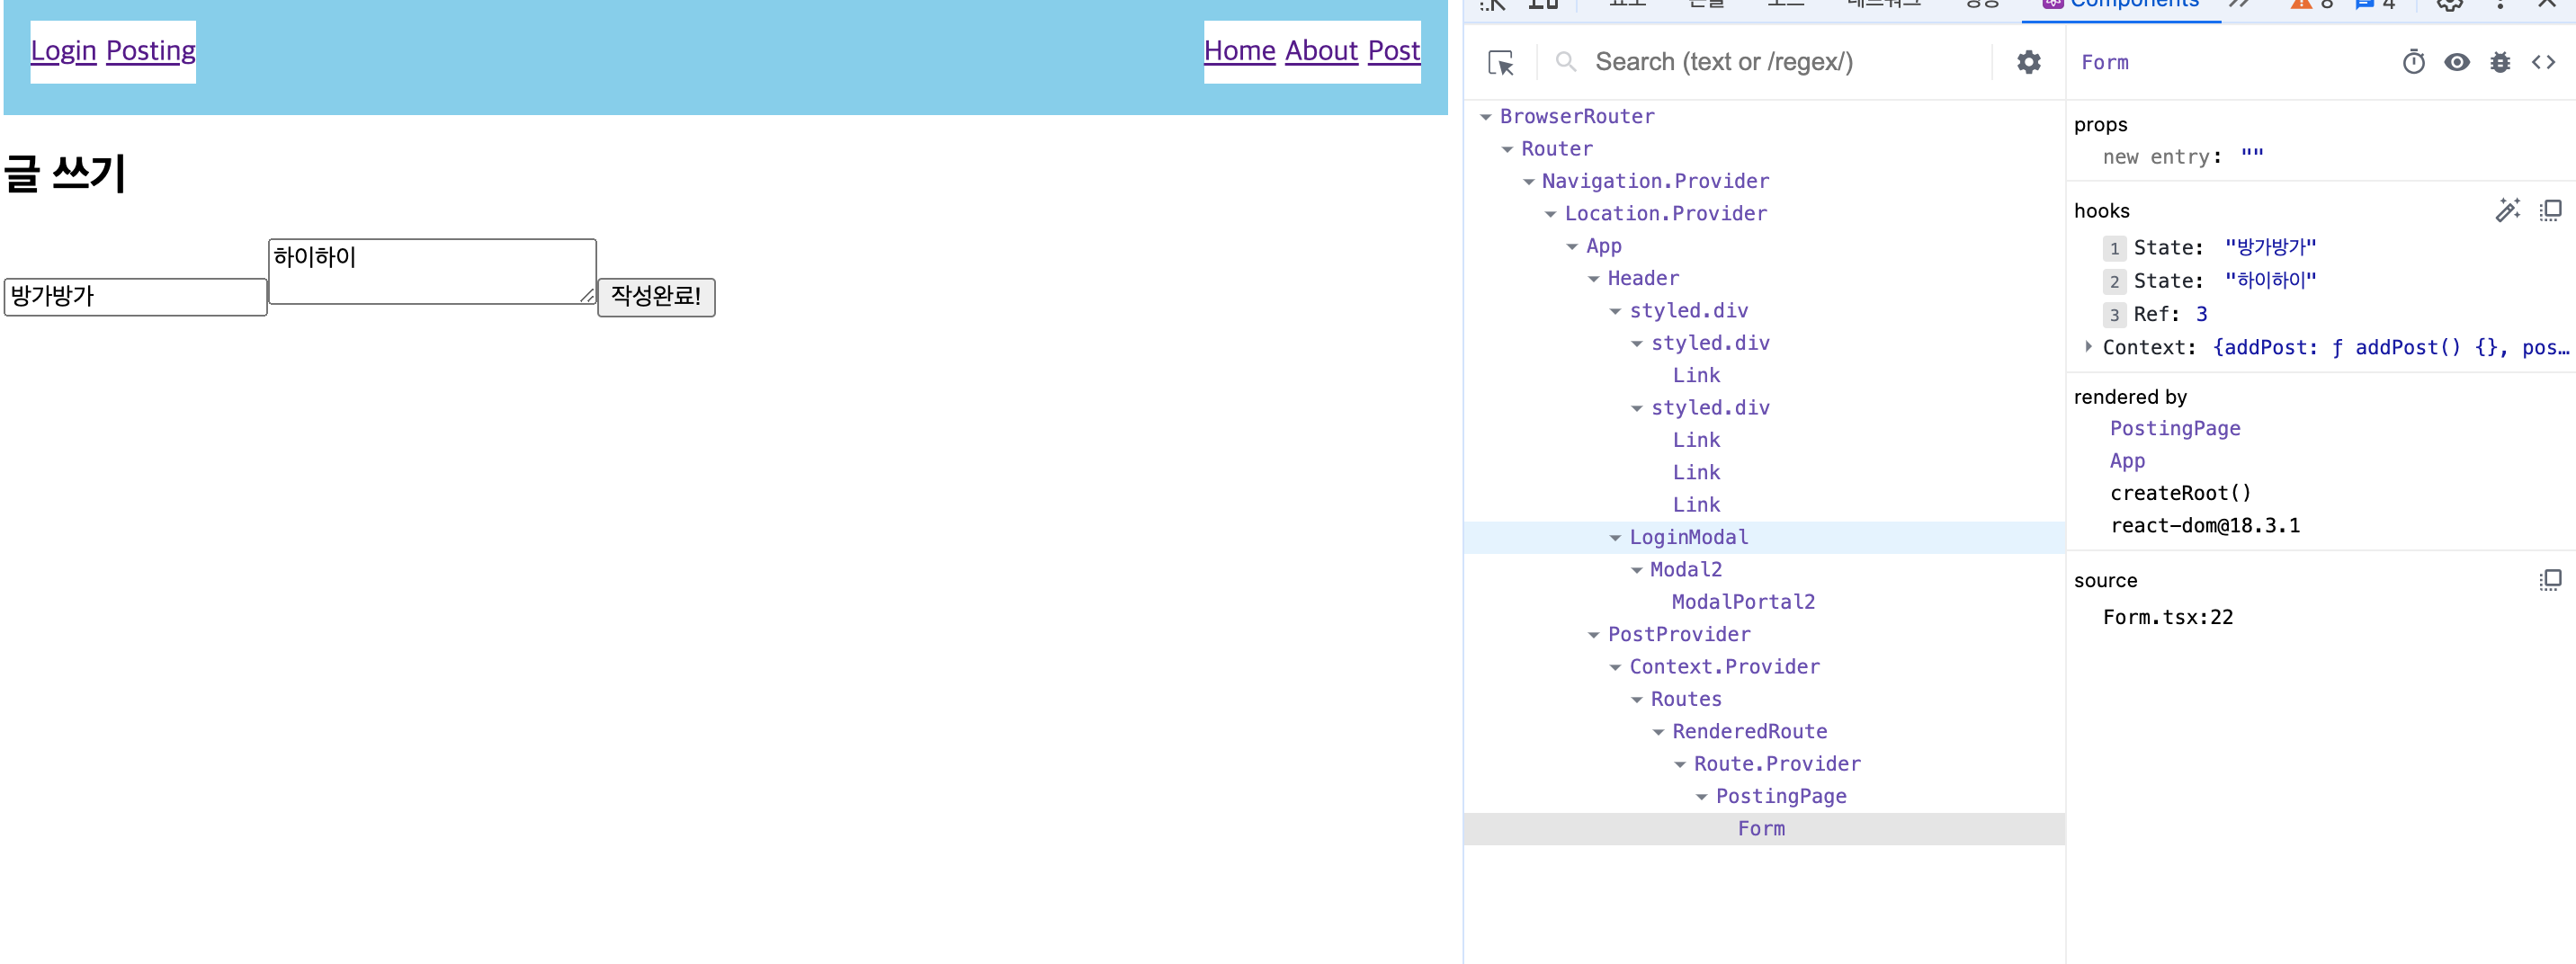 Login Posting
Home About Post
글 쓰기
방가방가
하이하이
작성완료!
Components
8
4
Search (text or /regex/)
BrowserRouter
Router
Navigation.Provider
Location.Provider
App
Header
styled.div
styled.div
Link
styled.div
Link
Link
Link
LoginModal
Modal2
ModalPortal2
PostProvider
Context.Provider
Routes
RenderedRoute
Route.Provider
PostingPage
Form
Form
props
new entry: ""
hooks
1 State: "방가방가"
2 State: "하이하이"
3 Ref: 3
Context: {addPost: ƒ addPost() {}, pos…
rendered by
PostingPage
App
createRoot()
react-dom@18.3.1
source
Form.tsx:22